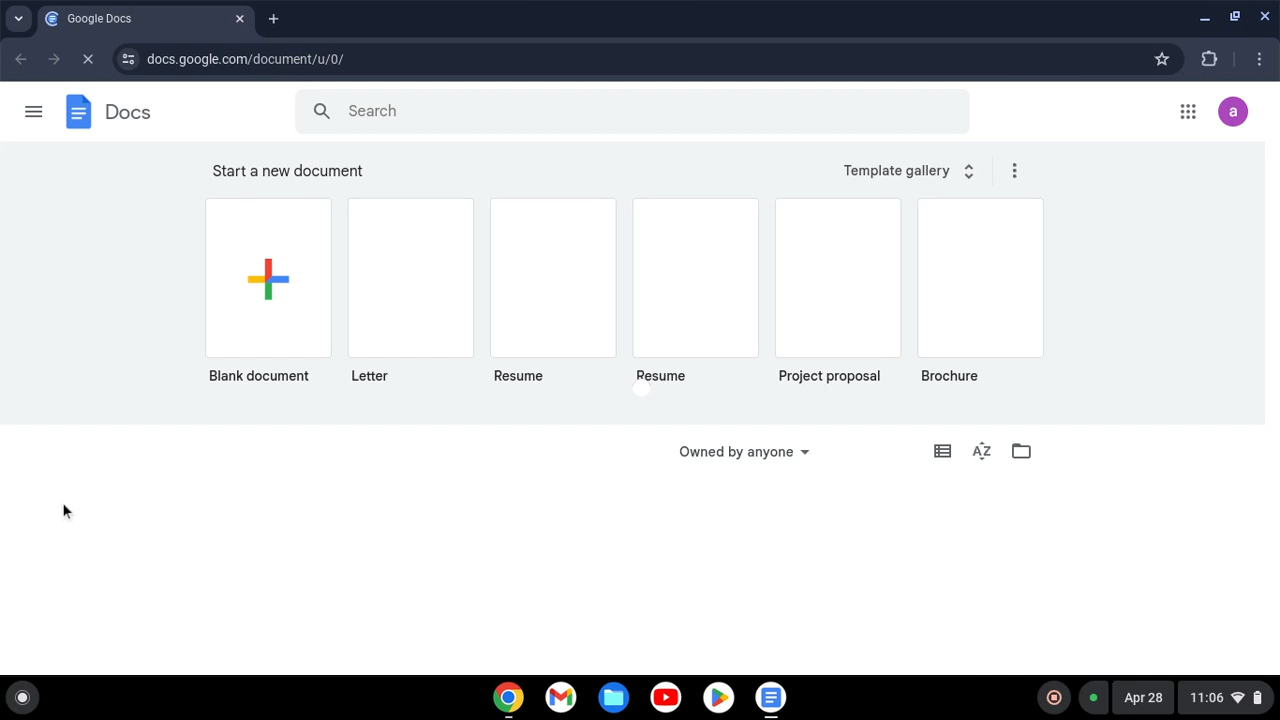 Google Docs
docs.google.com/document/u/0/
Docs
Search
a
Start a new document
Template gallery
Blank document
Letter
Resume
Resume
Project proposal
Brochure
Owned by anyone
AZ
Apr 28
11:06